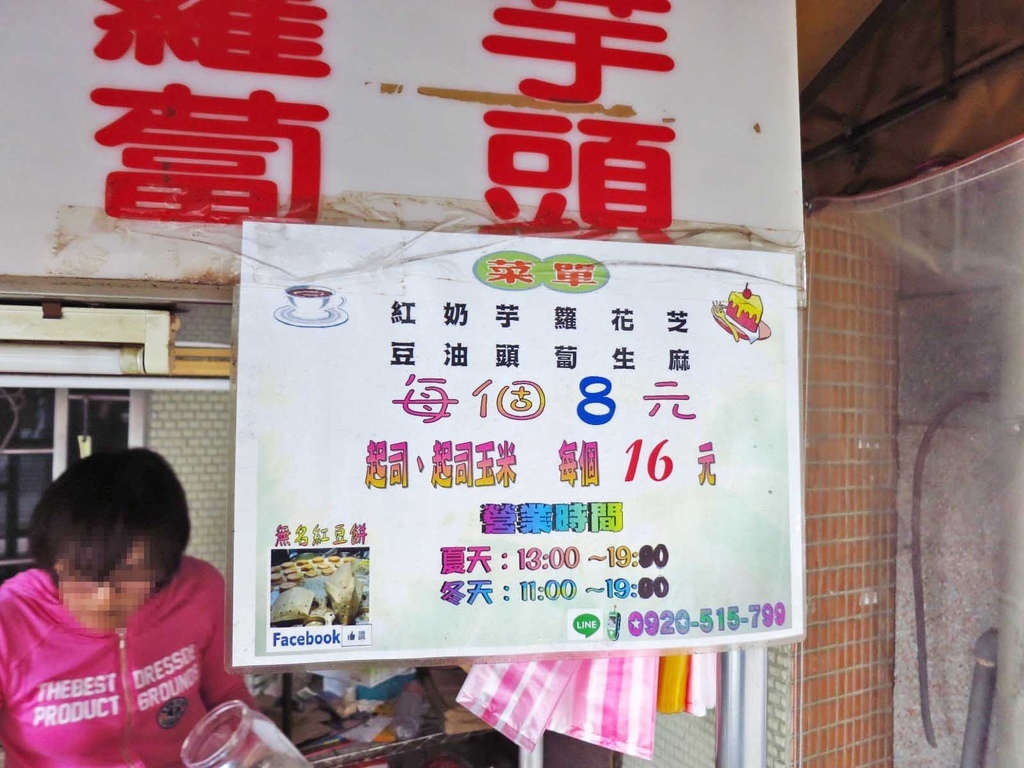 蘿蔔
芋頭
菜單
紅豆 奶油 芋頭 蘿蔔 花生 芝麻
每個 8 元
起司、起司玉米 每個 16 元
營業時間
夏天：13:00 ~19:00
冬天：11:00 ~19:00
無名紅豆餅
Facebook 讚
LINE 0920-515-799
THEBEST PRODUCT
DRESSDE GROUNDS